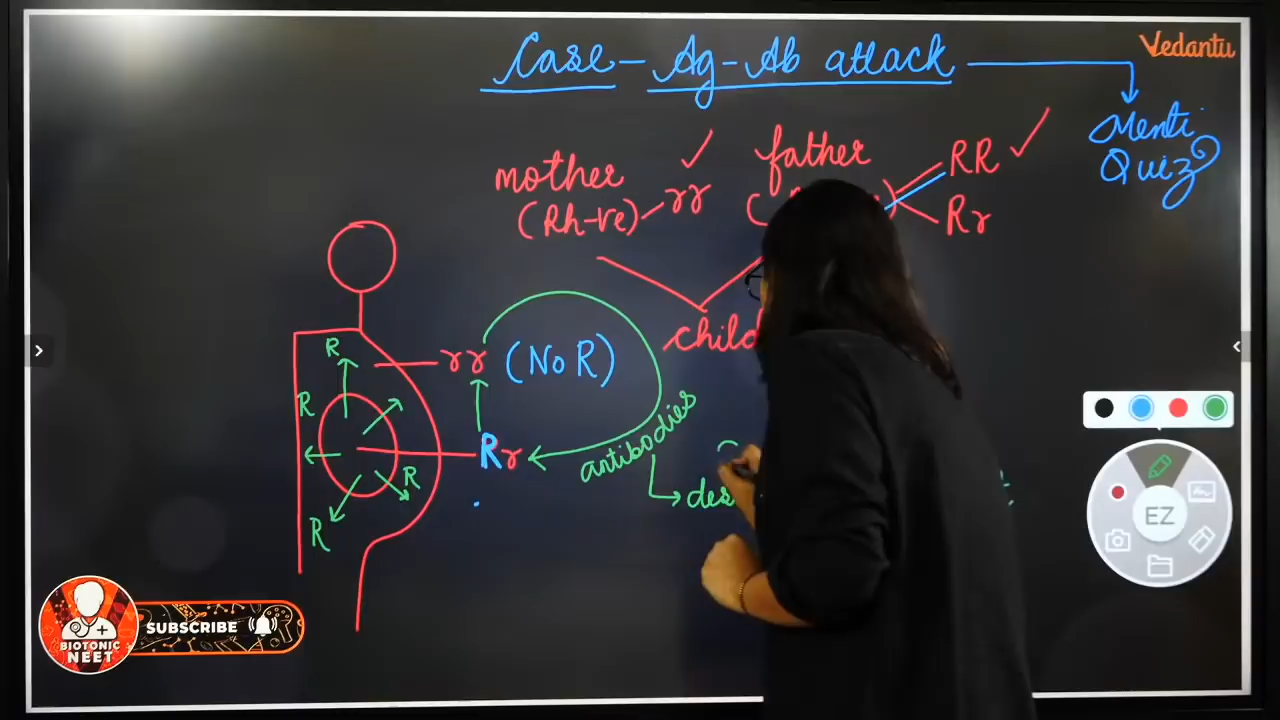 Case - Ag - Ab attack
Vedantu
Menti
Quiz?
mother
father
RR
(Rh-ve) rr
Rr
child
R
rr (No R)
R
Rr
antibodies
R
R
des
EZ
SUBSCRIBE
BIOTONIC
NEET